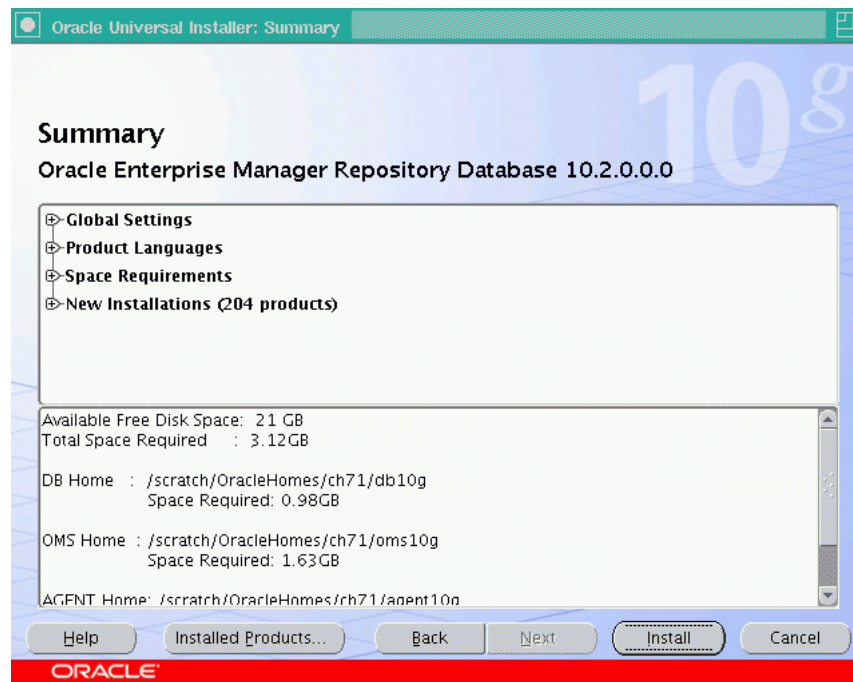 Oracle Universal Installer: Summary
10g
Summary
Oracle Enterprise Manager Repository Database 10.2.0.0.0
Global Settings
Product Languages
Space Requirements
New Installations (204 products)
Available Free Disk Space: 21 GB
Total Space Required : 3.12GB
DB Home : /scratch/OracleHomes/ch71/db10g
Space Required: 0.98GB
OMS Home : /scratch/OracleHomes/ch71/oms10g
Space Required: 1.63GB
AGENT Home: /scratch/OracleHomes/ch71/agent10g
Help Installed Products... Back Next Install Cancel
ORACLE